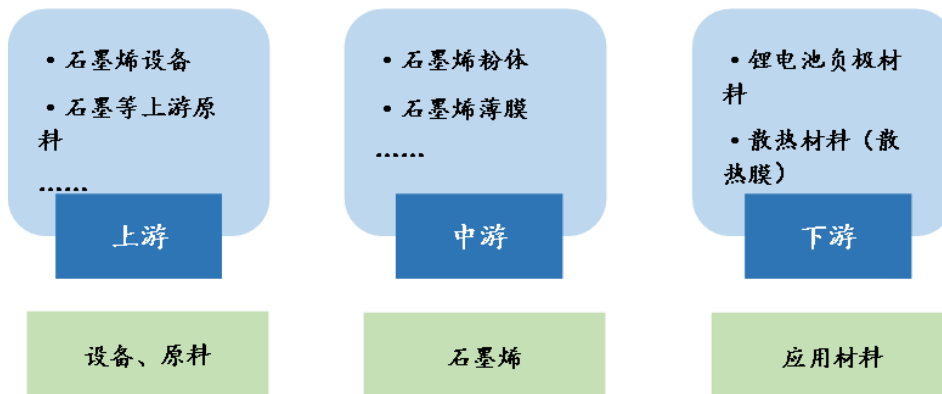 • 石墨烯设备
• 石墨等上游原
料
......
上游
设备、原料
• 石墨烯粉体
• 石墨烯薄膜
......
中游
石墨烯
• 锂电池负极材
料
• 散热材料（散
热膜）
下游
应用材料